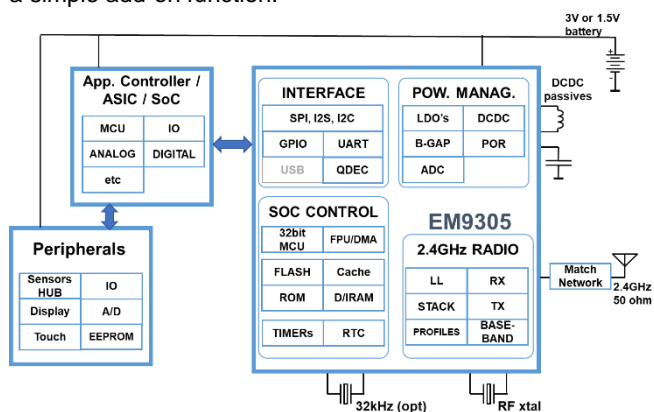 a simple add-on function.
3V or 1.5V
battery
App. Controller /
ASIC / SoC
MCU IO
ANALOG DIGITAL
etc
INTERFACE
SPI, I2S, I2C
GPIO UART
USB QDEC
POW. MANAG.
LDO's DCDC
B-GAP POR
ADC
DCDC
passives
SOC CONTROL
32bit
MCU
FPU/DMA
FLASH Cache
ROM D/IRAM
TIMERs RTC
EM9305
2.4GHz RADIO
LL RX
STACK TX
PROFILES
BASE-
BAND
Match
Network
2.4GHz
50 ohm
Peripherals
Sensors
HUB
IO
Display A/D
Touch EEPROM
32kHz (opt)
RF xtal